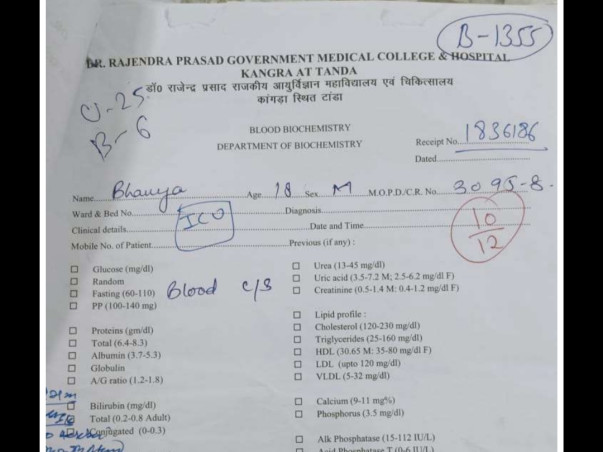 B-1355
DR. RAJENDRA PRASAD GOVERNMENT MEDICAL COLLEGE & HOSPITAL
KANGRA AT TANDA
डॉ0 राजेन्द्र प्रसाद राजकीय आयुर्विज्ञान महाविद्यालय एवं चिकित्सालय
कांगड़ा स्थित टांडा
U-25
B-6
BLOOD BIOCHEMISTRY
DEPARTMENT OF BIOCHEMISTRY
Receipt No. 1836186
Dated
Name Bhavya Age 18 Sex M M.O.P.D./C.R. No. 3095-8
Ward & Bed No. ICU Diagnosis
Clinical details Date and Time
Mobile No. of Patient Previous (if any) :
10/12
Glucose (mg/dl)
Random
Fasting (60-110)
PP (100-140 mg)
Blood c/s
Urea (13-45 mg/dl)
Uric acid (3.5-7.2 M; 2.5-6.2 mg/dl F)
Creatinine (0.5-1.4 M: 0.4-1.2 mg/dl F)
Proteins (gm/dl)
Total (6.4-8.3)
Albumin (3.7-5.3)
Globulin
A/G ratio (1.2-1.8)
Lipid profile :
Cholesterol (120-230 mg/dl)
Triglycerides (25-160 mg/dl)
HDL (30.65 M: 35-80 mg/dl F)
LDL (upto 120 mg/dl)
VLDL (5-32 mg/dl)
Bilirubin (mg/dl)
Total (0.2-0.8 Adult)
Conjugated (0-0.3)
Calcium (9-11 mg%)
Phosphorus (3.5 mg/dl)
Alk Phosphatase (15-112 IU/L)
Acid Phosphatase T (0-6 IU/L)